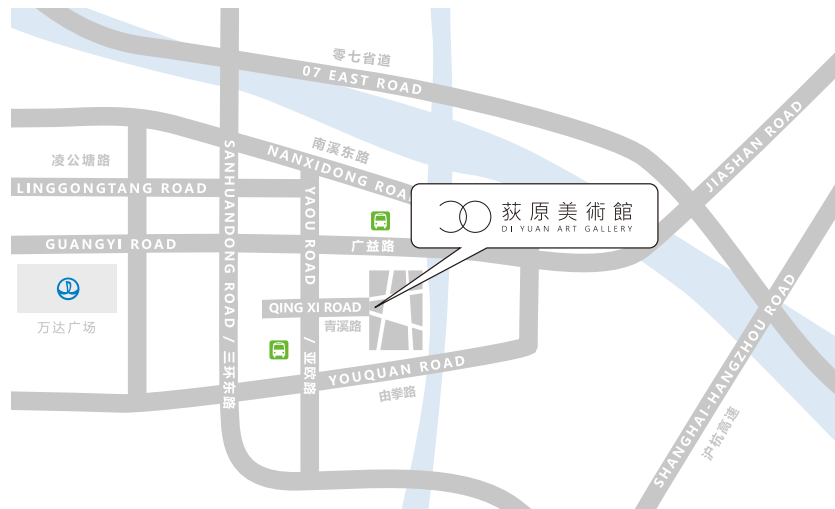 零七省道
07 EAST ROAD
南溪东路
NANXIDONG ROAD
凌公塘路
LINGGONGTANG ROAD
SANHUANDONG ROAD / 三环东路
YAOU ROAD / 亚欧路
JIASHAN ROAD
荻原美術館
DI YUAN ART GALLERY
GUANGYI ROAD
广益路
万达广场
QING XI ROAD
青溪路
YOUQUAN ROAD
由拳路
SHANGHAI-HANGZHOU ROAD
沪杭高速